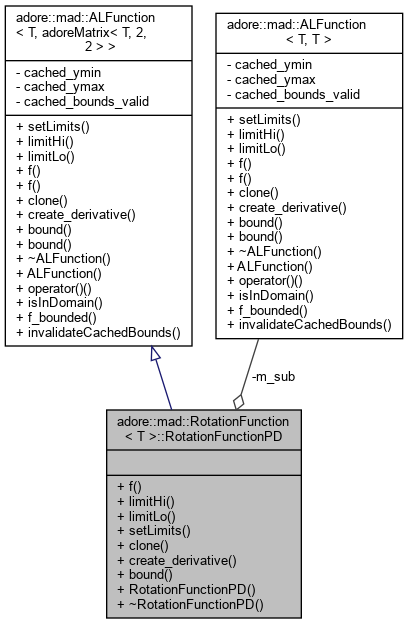 adore::mad::ALFunction
< T, adoreMatrix< T, 2,
2 > >
- cached_ymin
- cached_ymax
- cached_bounds_valid
+ setLimits()
+ limitHi()
+ limitLo()
+ f()
+ f()
+ clone()
+ create_derivative()
+ bound()
+ bound()
+ ~ALFunction()
+ ALFunction()
+ operator()()
+ isInDomain()
+ f_bounded()
+ invalidateCachedBounds()
adore::mad::ALFunction
< T, T >
- cached_ymin
- cached_ymax
- cached_bounds_valid
+ setLimits()
+ limitHi()
+ limitLo()
+ f()
+ f()
+ clone()
+ create_derivative()
+ bound()
+ bound()
+ ~ALFunction()
+ ALFunction()
+ operator()()
+ isInDomain()
+ f_bounded()
+ invalidateCachedBounds()
-m_sub
adore::mad::RotationFunction
< T >::RotationFunctionPD
+ f()
+ limitHi()
+ limitLo()
+ setLimits()
+ clone()
+ create_derivative()
+ bound()
+ RotationFunctionPD()
+ ~RotationFunctionPD()